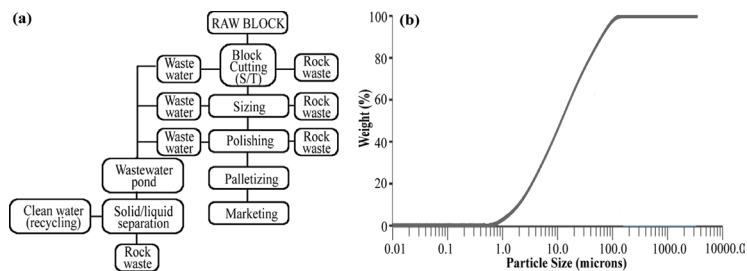 (a)
RAW BLOCK
Block
Cutting
(S/T)
Waste
water
Rock
waste
Waste
water
Sizing
Rock
waste
Waste
water
Polishing
Rock
waste
Wastewater
pond
Palletizing
Clean water
(recycling)
Solid/liquid
separation
Marketing
Rock
waste
(b)
Weight (%)
100
80
60
40
20
0
0.01
0.1
1.0
10.0
100.0
1000.0
10000.0
Particle Size (microns)